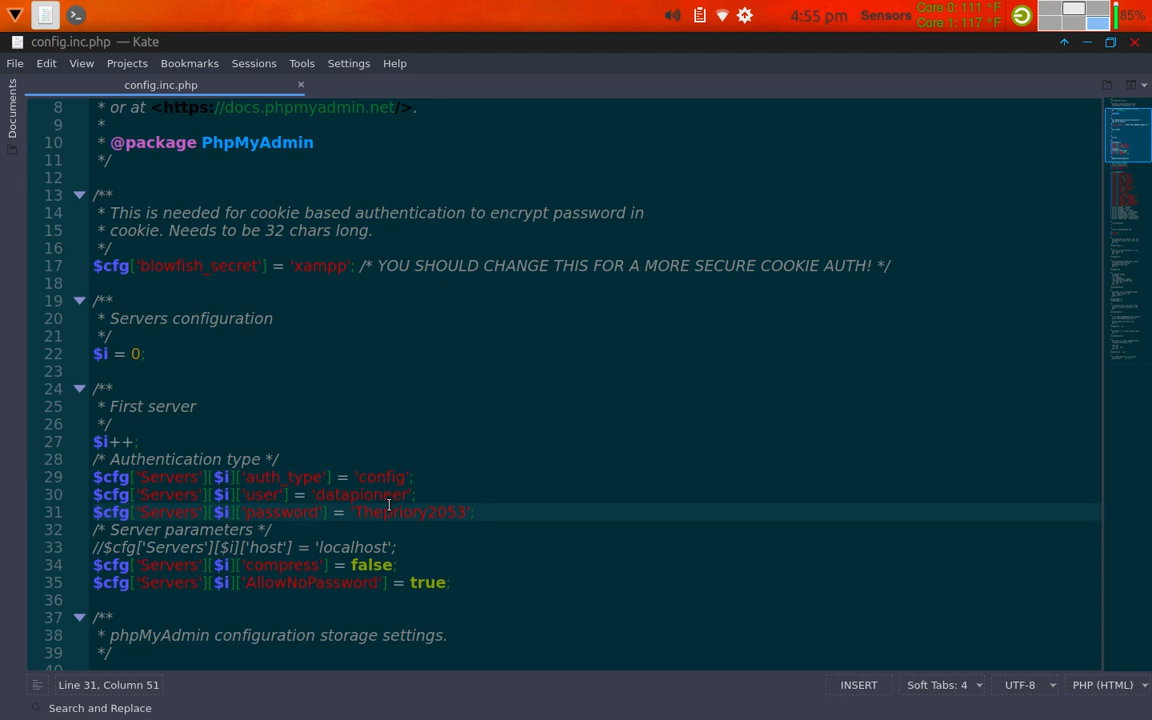 4:55 pm
Sensors
Core 0: 111 °F
Core 1: 117 °F
85%
config.inc.php — Kate
File Edit View Projects Bookmarks Sessions Tools Settings Help
Documents
config.inc.php
8 * or at <https://docs.phpmyadmin.net/>.
9 *
10 * @package PhpMyAdmin
11 */
12
13 /**
14 * This is needed for cookie based authentication to encrypt password in
15 * cookie. Needs to be 32 chars long.
16 */
17 $cfg['blowfish_secret'] = 'xampp'; /* YOU SHOULD CHANGE THIS FOR A MORE SECURE COOKIE AUTH! */
18
19 /**
20 * Servers configuration
21 */
22 $i = 0;
23
24 /**
25 * First server
26 */
27 $i++;
28 /* Authentication type */
29 $cfg['Servers'][$i]['auth_type'] = 'config';
30 $cfg['Servers'][$i]['user'] = 'datapioneer';
31 $cfg['Servers'][$i]['password'] = 'Thepriory2053';
32 /* Server parameters */
33 //$cfg['Servers'][$i]['host'] = 'localhost';
34 $cfg['Servers'][$i]['compress'] = false;
35 $cfg['Servers'][$i]['AllowNoPassword'] = true;
36
37 /**
38 * phpMyAdmin configuration storage settings.
39 */
40
Line 31, Column 51
INSERT
Soft Tabs: 4
UTF-8
PHP (HTML)
Search and Replace